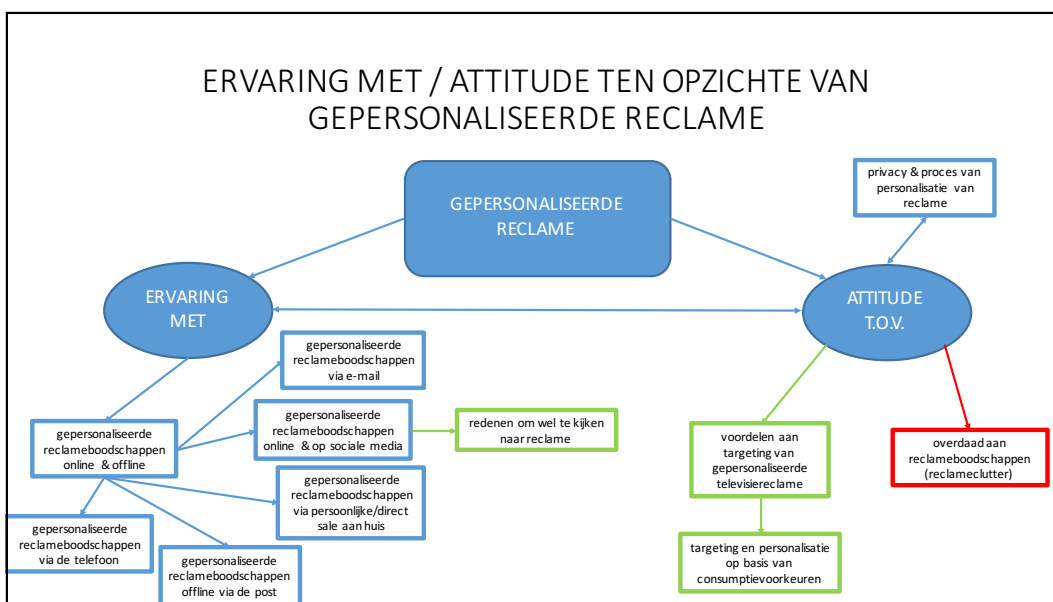 ERVARING MET / ATTITUDE TEN OPZICHTE VAN
GEPERSONALISEERDE RECLAME
GEPERSONALISEERDE
RECLAME
privacy & proces van
personalisatie van
reclame
ERVARING
MET
ATTITUDE
T.O.V.
gepersonaliseerde
reclameboodschappen
via e-mail
gepersonaliseerde
reclameboodschappen
online & offline
gepersonaliseerde
reclameboodschappen
online & op sociale media
redenen om wel te kijken
naar reclame
voordelen aan
targeting van
gepersonaliseerde
televisiereclame
overdaad aan
reclameboodschappen
(reclameclutter)
gepersonaliseerde
reclameboodschappen
via persoonlijke/direct
sale aan huis
gepersonaliseerde
reclameboodschappen
via de telefoon
gepersonaliseerde
reclameboodschappen
offline via de post
targeting en personalisatie
op basis van
consumptievoorkeuren